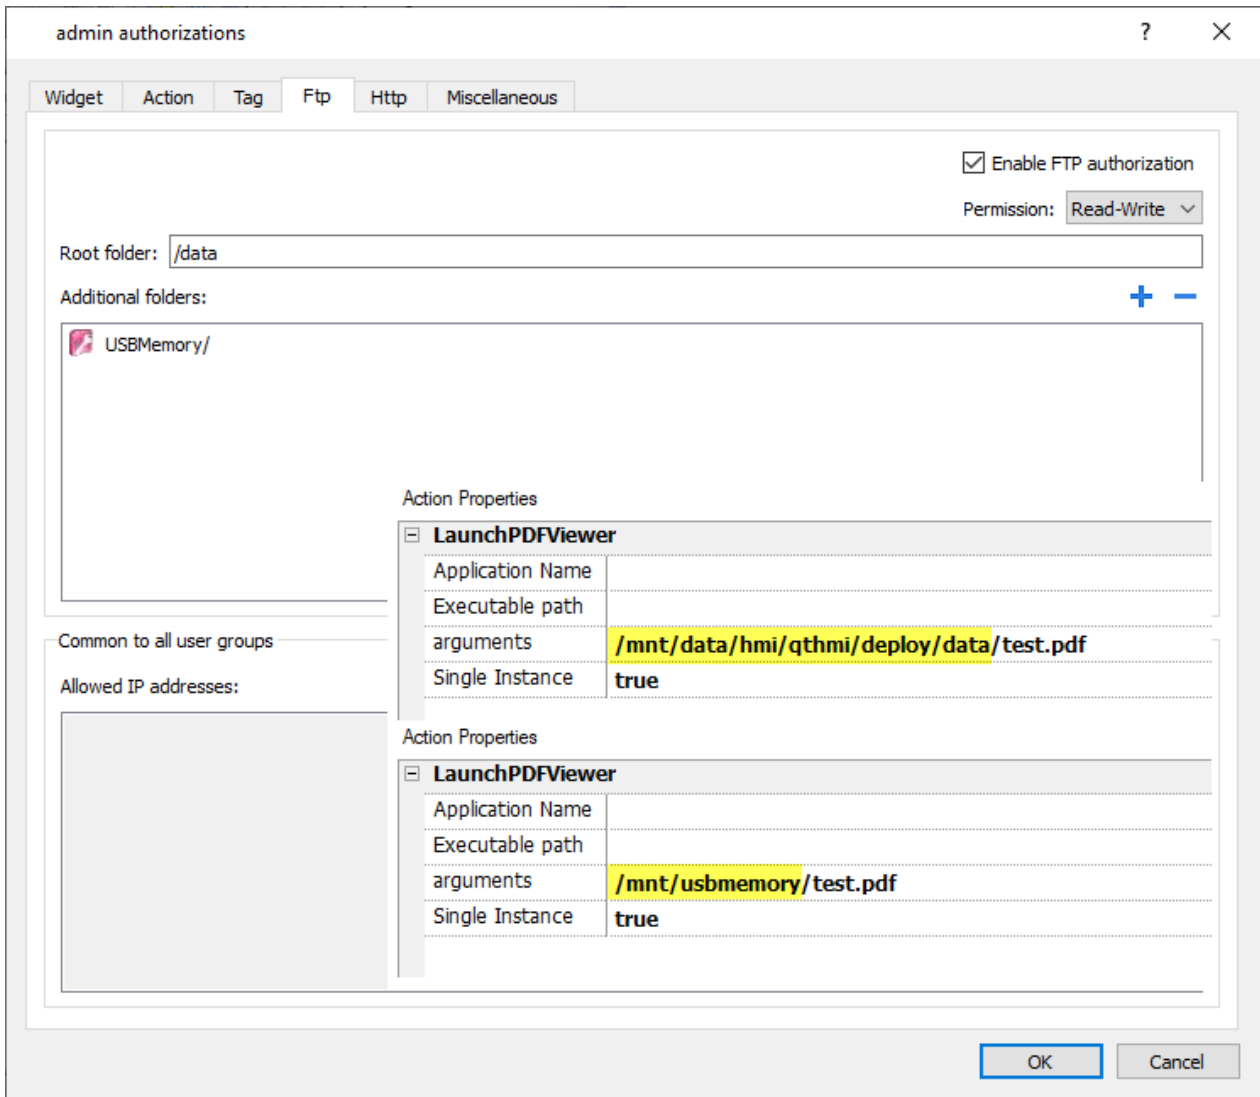 admin authorizations ?
Widget Action Tag Ftp Http Miscellaneous
Enable FTP authorization
Permission: Read-Write
Root folder: /data
Additional folders:
USBMemory/
Action Properties
LaunchPDFViewer
Application Name
Executable path
arguments /mnt/data/hmi/qthmi/deploy/data/test.pdf
Single Instance true
Common to all user groups
Allowed IP addresses:
Action Properties
LaunchPDFViewer
Application Name
Executable path
arguments /mnt/usbmemory/test.pdf
Single Instance true
OK Cancel